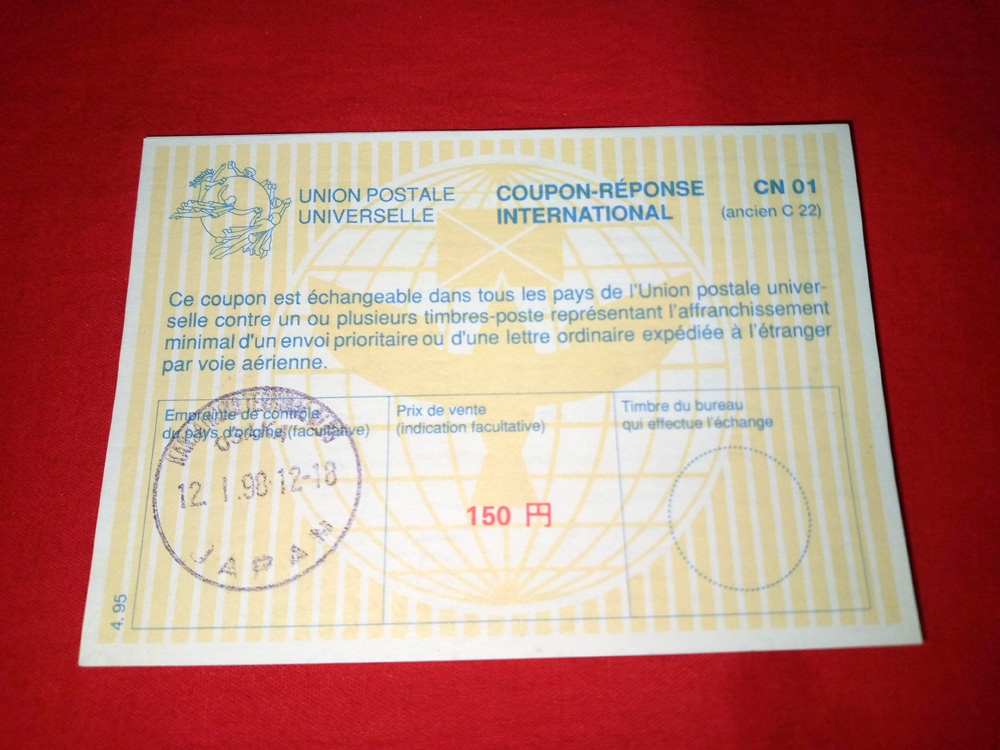 UNION POSTALE
UNIVERSELLE
COUPON-RÉPONSE
INTERNATIONAL
CN 01
(ancien C 22)
Ce coupon est échangeable dans tous les pays de l'Union postale univer-
selle contre un ou plusieurs timbres-poste représentant l'affranchissement
minimal d'un envoi prioritaire ou d'une lettre ordinaire expédiée à l'étranger
par voie aérienne.
Empreinte de contrôle
du pays d'origine (facultative)
12. I .98.12-18
JAPAN
Prix de vente
(indication facultative)
150 円
Timbre du bureau
qui effectue l'échange
4.95